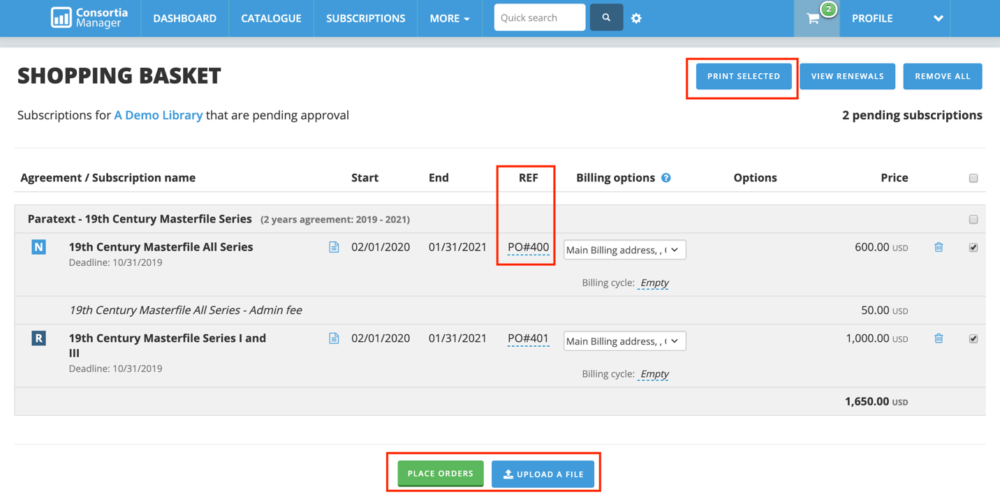 Consortia
Manager
DASHBOARD
CATALOGUE
SUBSCRIPTIONS
MORE
Quick search
2
PROFILE
SHOPPING BASKET
PRINT SELECTED
VIEW RENEWALS
REMOVE ALL
Subscriptions for A Demo Library that are pending approval
2 pending subscriptions
Agreement / Subscription name Start End REF Billing options ? Options Price
Paratext - 19th Century Masterfile Series (2 years agreement: 2019 - 2021)
N 19th Century Masterfile All Series 02/01/2020 01/31/2021 PO#400 Main Billing address, , 600.00 USD
Deadline: 10/31/2019
Billing cycle: Empty
19th Century Masterfile All Series - Admin fee 50.00 USD
R 19th Century Masterfile Series I and 02/01/2020 01/31/2021 PO#401 Main Billing address, , 1,000.00 USD
III
Deadline: 10/31/2019
Billing cycle: Empty
1,650.00 USD
PLACE ORDERS
UPLOAD A FILE